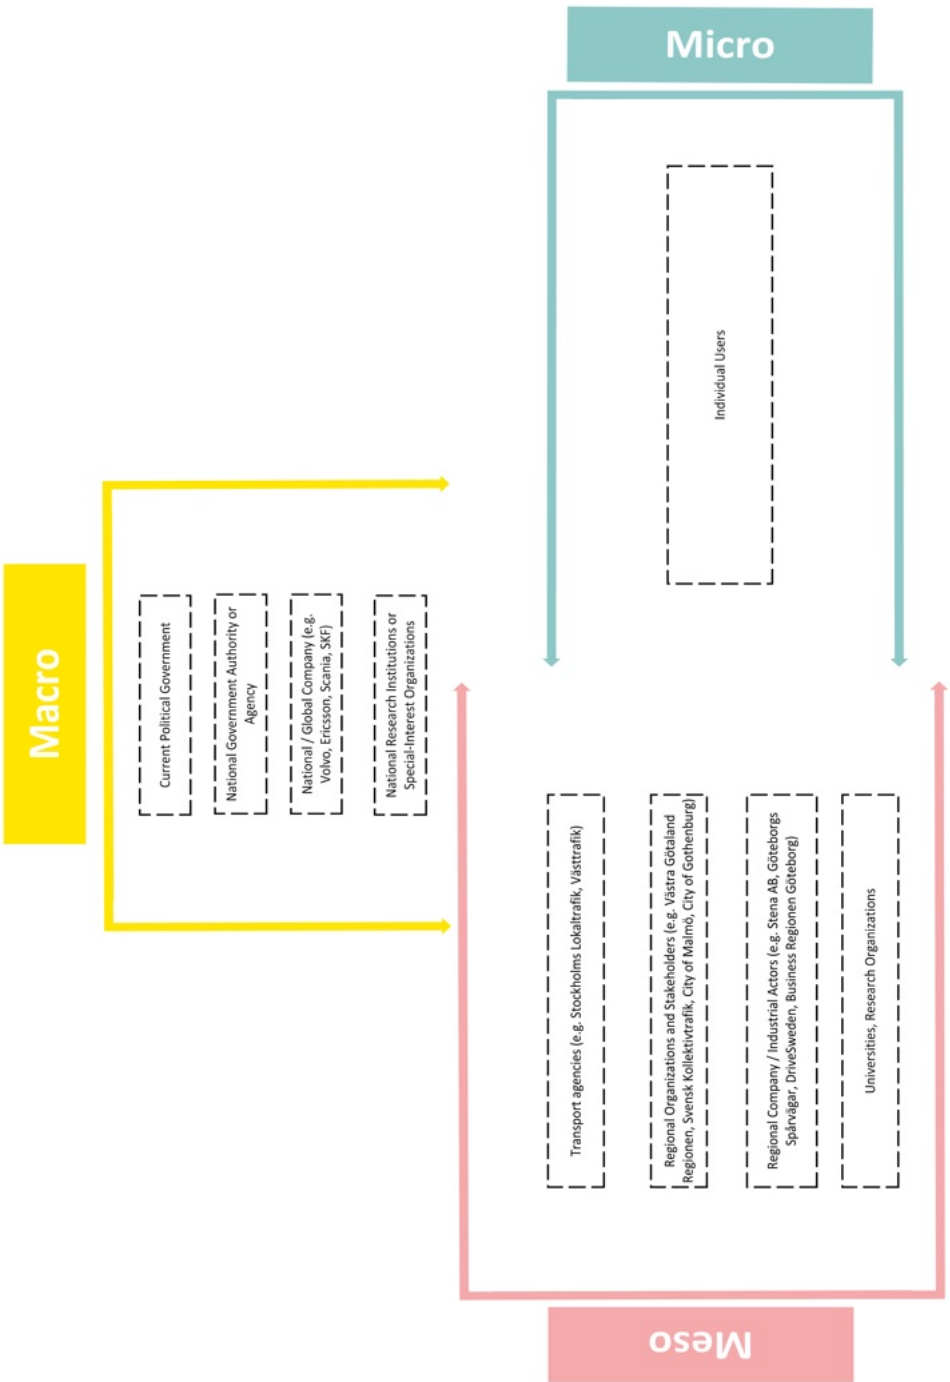 Micro
Individual Users
Macro
Current Political Government
National Government Authority or
Agency
National / Global Company (e.g.
Volvo, Ericsson, Scania, SKF)
National Research Institutions or
Special-Interest Organizations
Transport agencies (e.g. Stockholms Lokaltrafik, Västtrafik)
Regional Organizations and Stakeholders (e.g. Västra Götaland
Regionen, Svensk Kollektivtrafik, City of Malmö, City of Gothenburg)
Regional Company / Industrial Actors (e.g. Stena AB, Göteborgs
Spårvägar, DriveSweden, Business Regionen Göteborg)
Universities, Research Organizations
Meso